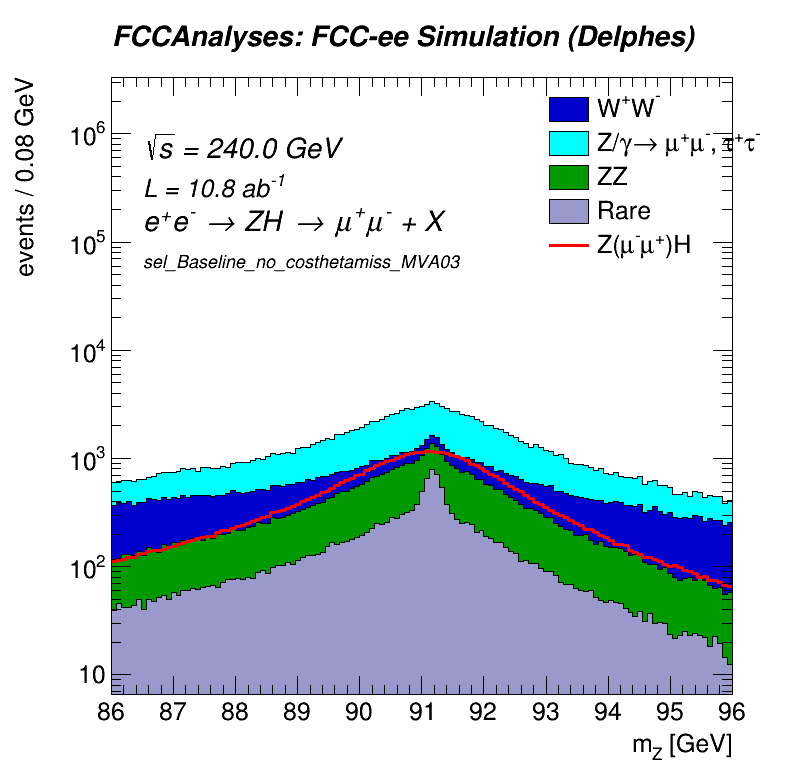 FCCAnalyses: FCC-ee Simulation (Delphes)
events / 0.08 GeV
10⁶
10⁵
10⁴
10³
10²
10
√s = 240.0 GeV
L = 10.8 ab⁻¹
e⁺e⁻ → ZH → μ⁺μ⁻ + X
sel_Baseline_no_costhetamiss_MVA03
W⁺W⁻
Z/γ→ μ⁺μ⁻, τ⁺τ⁻
ZZ
Rare
Z(μ⁻μ⁺)H
86 87 88 89 90 91 92 93 94 95 96
m_Z [GeV]